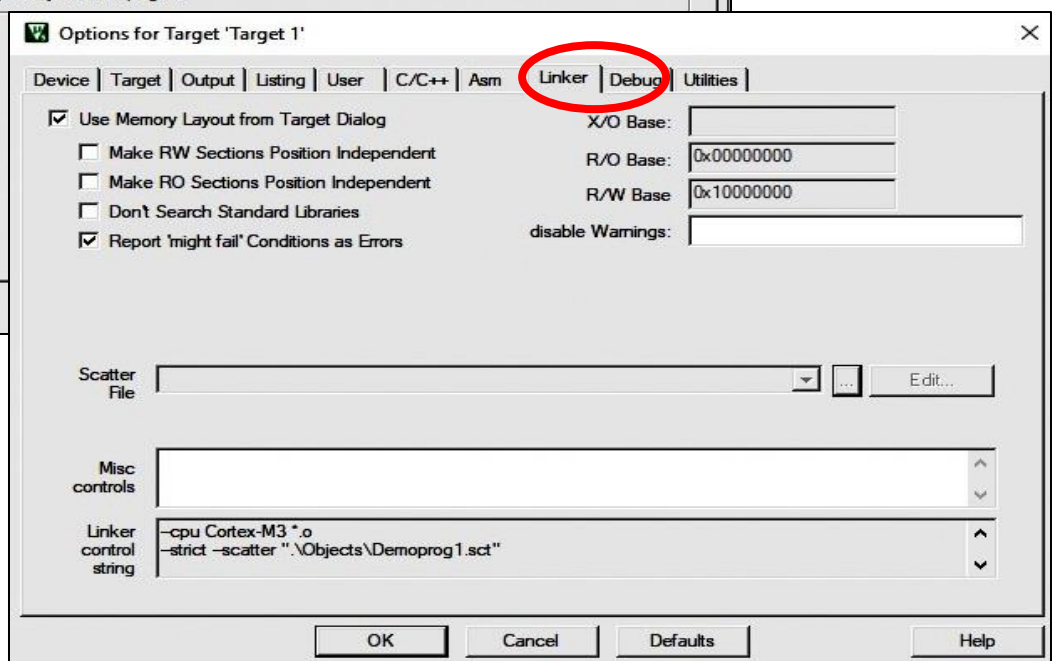 Options for Target 'Target 1'
Device Target Output Listing User C/C++ Asm Linker Debug Utilities
Use Memory Layout from Target Dialog
Make RW Sections Position Independent
Make RO Sections Position Independent
Don't Search Standard Libraries
Report 'might fail' Conditions as Errors
X/O Base:
R/O Base: 0x00000000
R/W Base 0x10000000
disable Warnings:
Scatter
File
... Edit...
Misc
controls
Linker
control
string
--cpu Cortex-M3 *.o
--strict --scatter ".\Objects\Demoprog1.sct"
OK Cancel Defaults Help